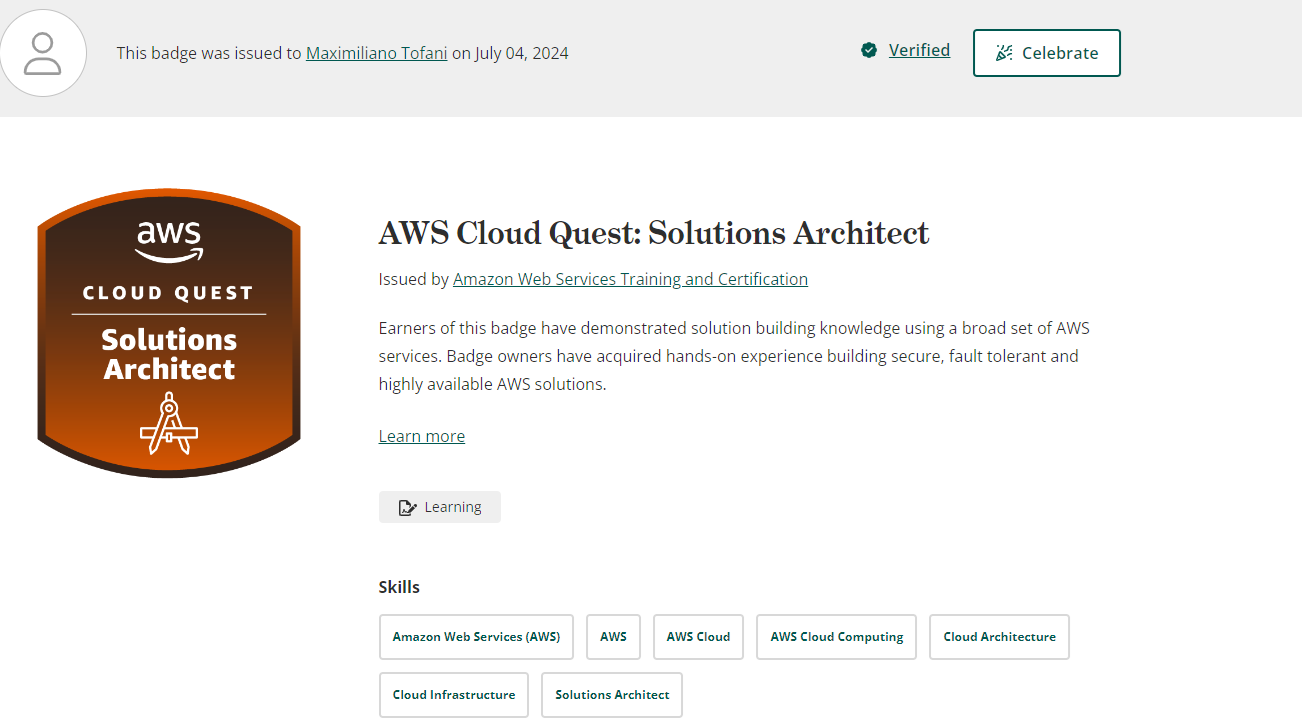 This badge was issued to Maximiliano Tofani on July 04, 2024
Verified
Celebrate
aws
CLOUD QUEST
Solutions
Architect
AWS Cloud Quest: Solutions Architect
Issued by Amazon Web Services Training and Certification
Earners of this badge have demonstrated solution building knowledge using a broad set of AWS
services. Badge owners have acquired hands-on experience building secure, fault tolerant and
highly available AWS solutions.
Learn more
Learning
Skills
Amazon Web Services (AWS)
AWS
AWS Cloud
AWS Cloud Computing
Cloud Architecture
Cloud Infrastructure
Solutions Architect